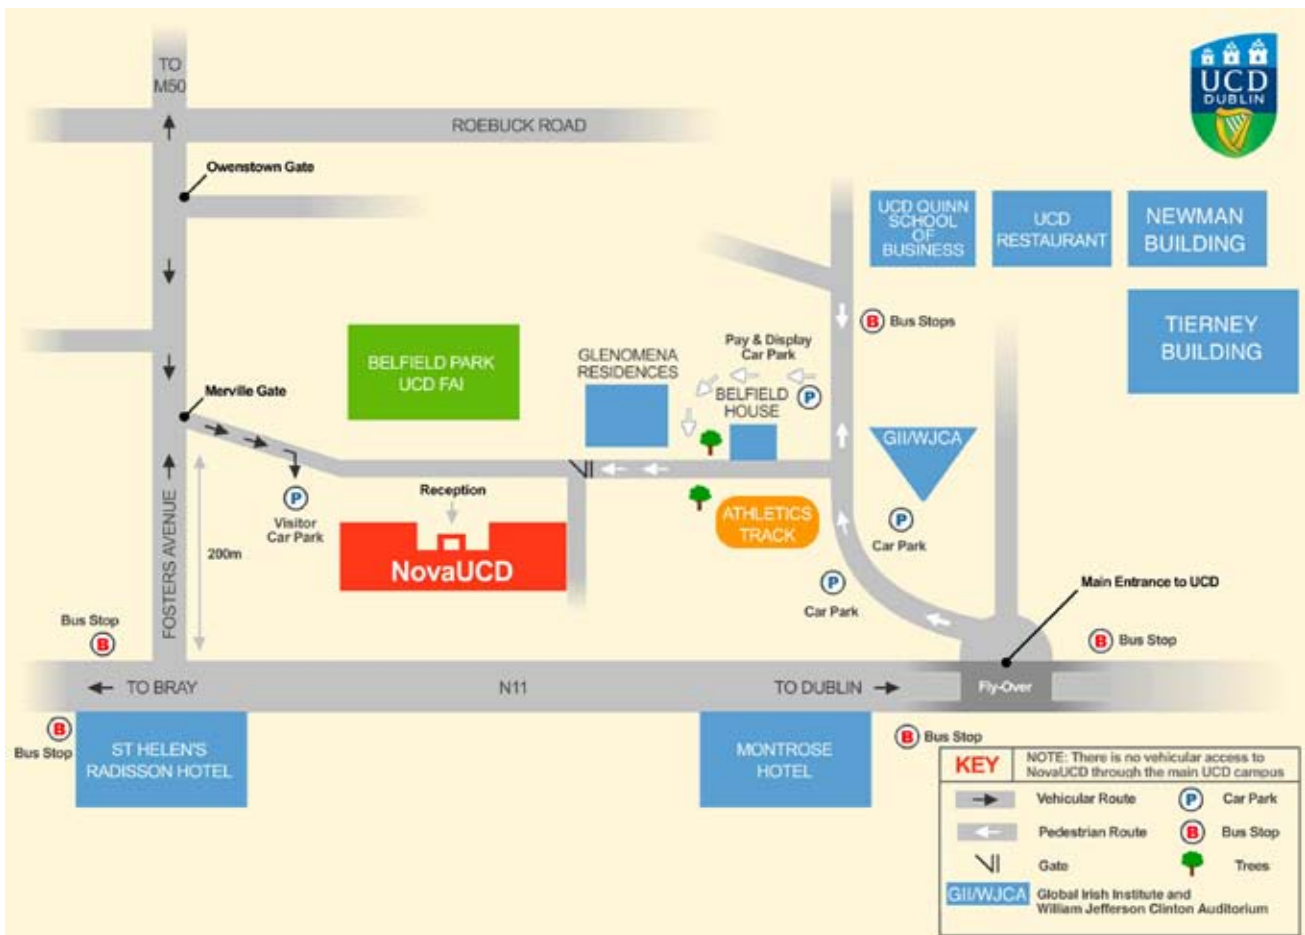 TO
M50
UCD
DUBLIN
ROEBUCK ROAD
Owenstown Gate
UCD QUINN
SCHOOL
OF
BUSINESS
UCD
RESTAURANT
NEWMAN
BUILDING
B Bus Stops
TIERNEY
BUILDING
BELFIELD PARK
UCD FAI
GLENOMENA
RESIDENCES
Pay & Display
Car Park
P
BELFIELD
HOUSE
Merville Gate
GII/WJCA
Reception
P
Visitor
Car Park
ATHLETICS
TRACK
P
Car Park
FOSTERS AVENUE
200m
NovaUCD
P
Car Park
Main Entrance to UCD
Bus Stop
B
B Bus Stop
TO BRAY
N11
TO DUBLIN
Fly-Over
B
Bus Stop
ST HELEN'S
RADISSON HOTEL
MONTROSE
HOTEL
B Bus Stop
KEY
NOTE: There is no vehicular access to
NovaUCD through the main UCD campus
Vehicular Route
P Car Park
Pedestrian Route
B Bus Stop
Gate
Trees
GII/WJCA
Global Irish Institute and
William Jefferson Clinton Auditorium